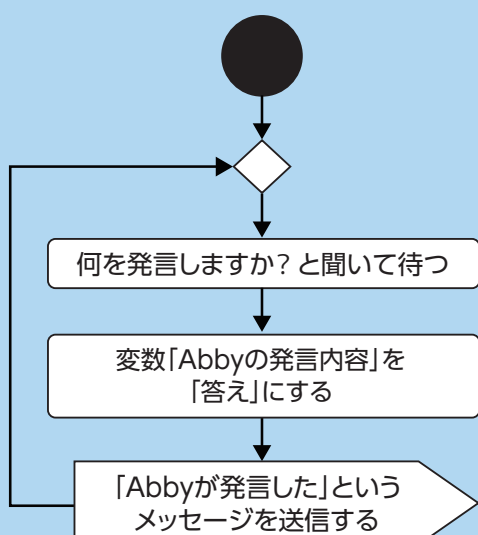 何を発言しますか？と聞いて待つ
変数「Abbyの発言内容」を
「答え」にする
「Abbyが発言した」という
メッセージを送信する